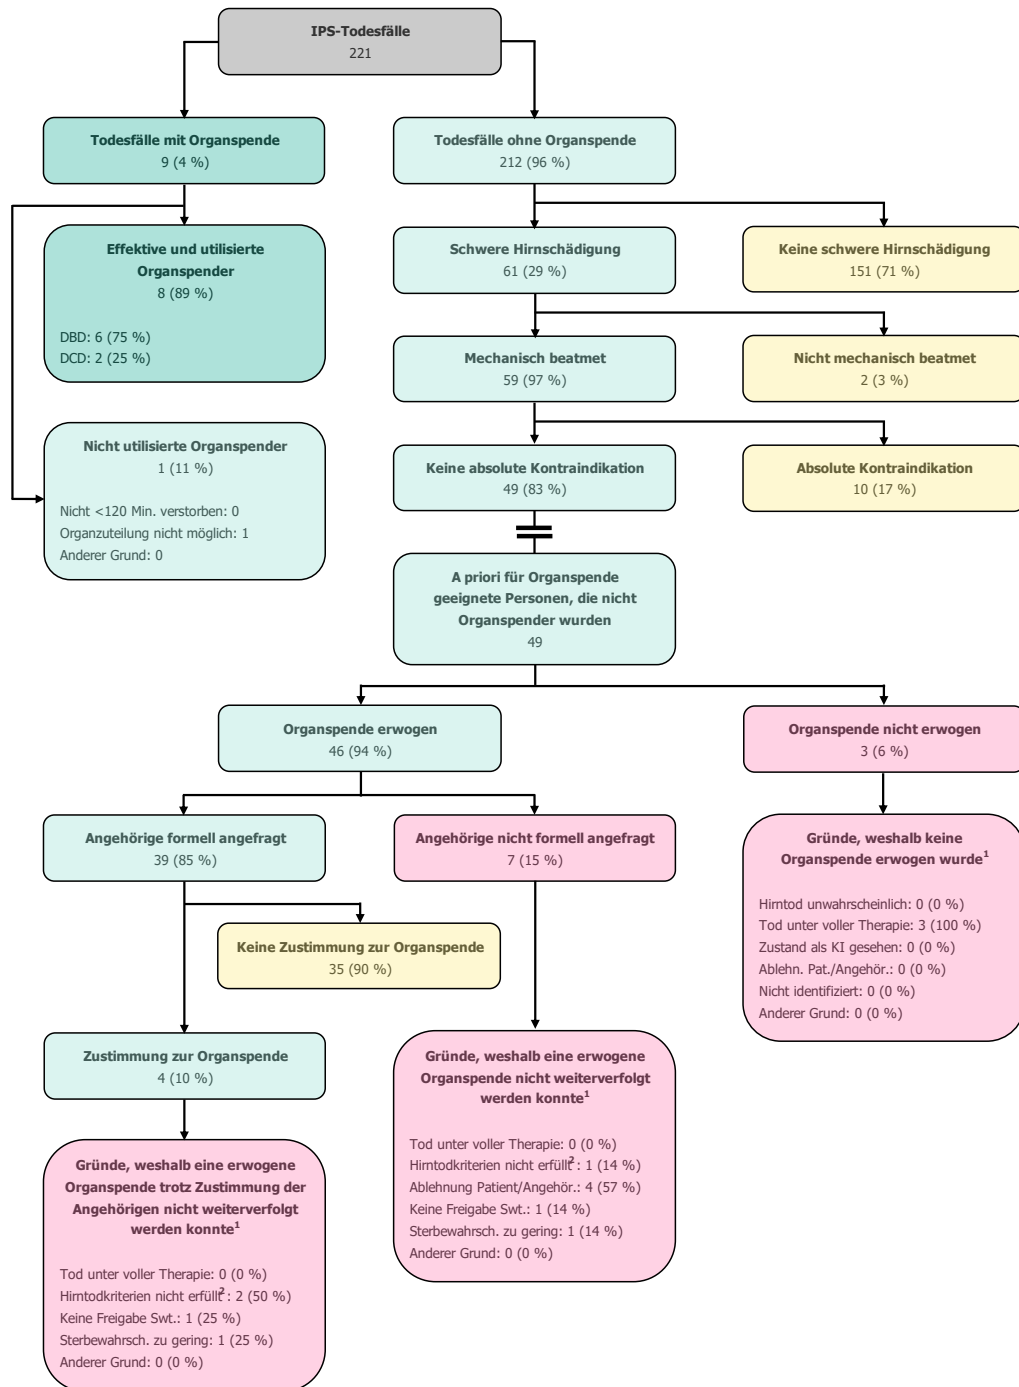 IPS-Todesfälle
221
Todesfälle mit Organspende
9 (4 %)
Todesfälle ohne Organspende
212 (96 %)
Effektive und utilisierte
Organspender
8 (89 %)
DBD: 6 (75 %)
DCD: 2 (25 %)
Schwere Hirnschädigung
61 (29 %)
Keine schwere Hirnschädigung
151 (71 %)
Mechanisch beatmet
59 (97 %)
Nicht mechanisch beatmet
2 (3 %)
Nicht utilisierte Organspender
1 (11 %)
Nicht <120 Min. verstorben: 0
Organzuteilung nicht möglich: 1
Anderer Grund: 0
Keine absolute Kontraindikation
49 (83 %)
Absolute Kontraindikation
10 (17 %)
A priori für Organspende
geeignete Personen, die nicht
Organspender wurden
49
Organspende erwogen
46 (94 %)
Organspende nicht erwogen
3 (6 %)
Angehörige formell angefragt
39 (85 %)
Angehörige nicht formell angefragt
7 (15 %)
Gründe, weshalb keine
Organspende erwogen wurde¹
Hirntod unwahrscheinlich: 0 (0 %)
Tod unter voller Therapie: 3 (100 %)
Zustand als KI gesehen: 0 (0 %)
Ablehn. Pat./Angehör.: 0 (0 %)
Nicht identifiziert: 0 (0 %)
Anderer Grund: 0 (0 %)
Keine Zustimmung zur Organspende
35 (90 %)
Zustimmung zur Organspende
4 (10 %)
Gründe, weshalb eine erwogene
Organspende nicht weiterverfolgt
werden konnte¹
Tod unter voller Therapie: 0 (0 %)
Hirntodkriterien nicht erfüllt²: 1 (14 %)
Ablehnung Patient/Angehör.: 4 (57 %)
Keine Freigabe Swt.: 1 (14 %)
Sterbewahrsch. zu gering: 1 (14 %)
Anderer Grund: 0 (0 %)
Gründe, weshalb eine erwogene
Organspende trotz Zustimmung der
Angehörigen nicht weiterverfolgt
werden konnte¹
Tod unter voller Therapie: 0 (0 %)
Hirntodkriterien nicht erfüllt²: 2 (50 %)
Keine Freigabe Swt.: 1 (25 %)
Sterbewahrsch. zu gering: 1 (25 %)
Anderer Grund: 0 (0 %)